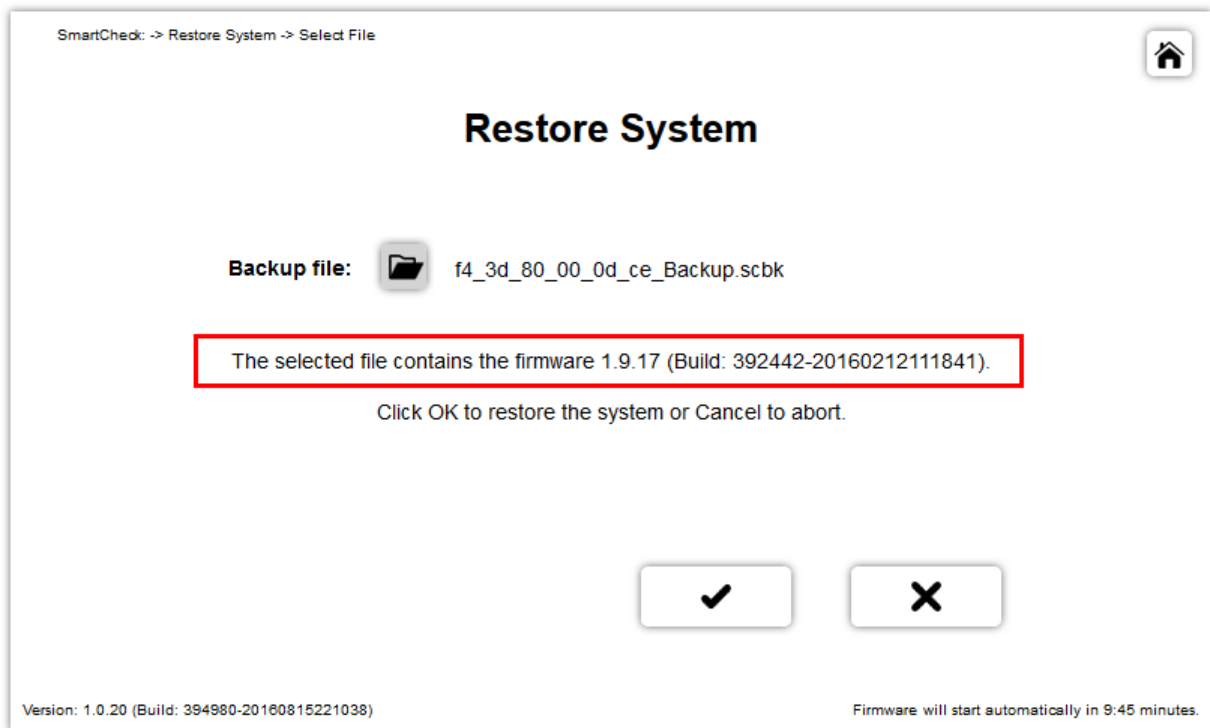 SmartCheck: -> Restore System -> Select File
Restore System
Backup file: f4_3d_80_00_0d_ce_Backup.scbk
The selected file contains the firmware 1.9.17 (Build: 392442-20160212111841).
Click OK to restore the system or Cancel to abort.
Version: 1.0.20 (Build: 394980-20160815221038) Firmware will start automatically in 9:45 minutes.